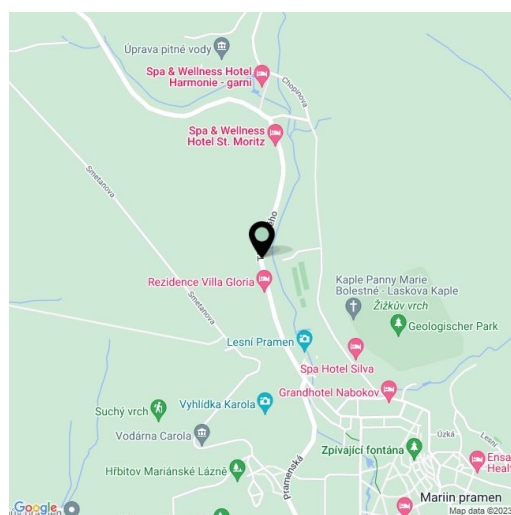 Úprava pitné vody
Spa & Wellness Hotel
Harmonie - garni
Chopinova
Spa & Wellness
Hotel St. Moritz
Smetanova
Rezidence Villa Gloria
Smetanova
Kaple Panny Marie
Bolestné - Laskova Kaple
Žižkův vrch
Geologischer Park
Lesní Pramen
Spa Hotel Silva
Grandhotel Nabokov
Vyhlídka Karola
Suchý vrch
Vodárna Carola
Úzká
Lesní
Zpívající fontána
Ensa
Healt
Hřbitov Mariánské Lázně
Pramenská
Mariin pramen
Google
Map data ©2023